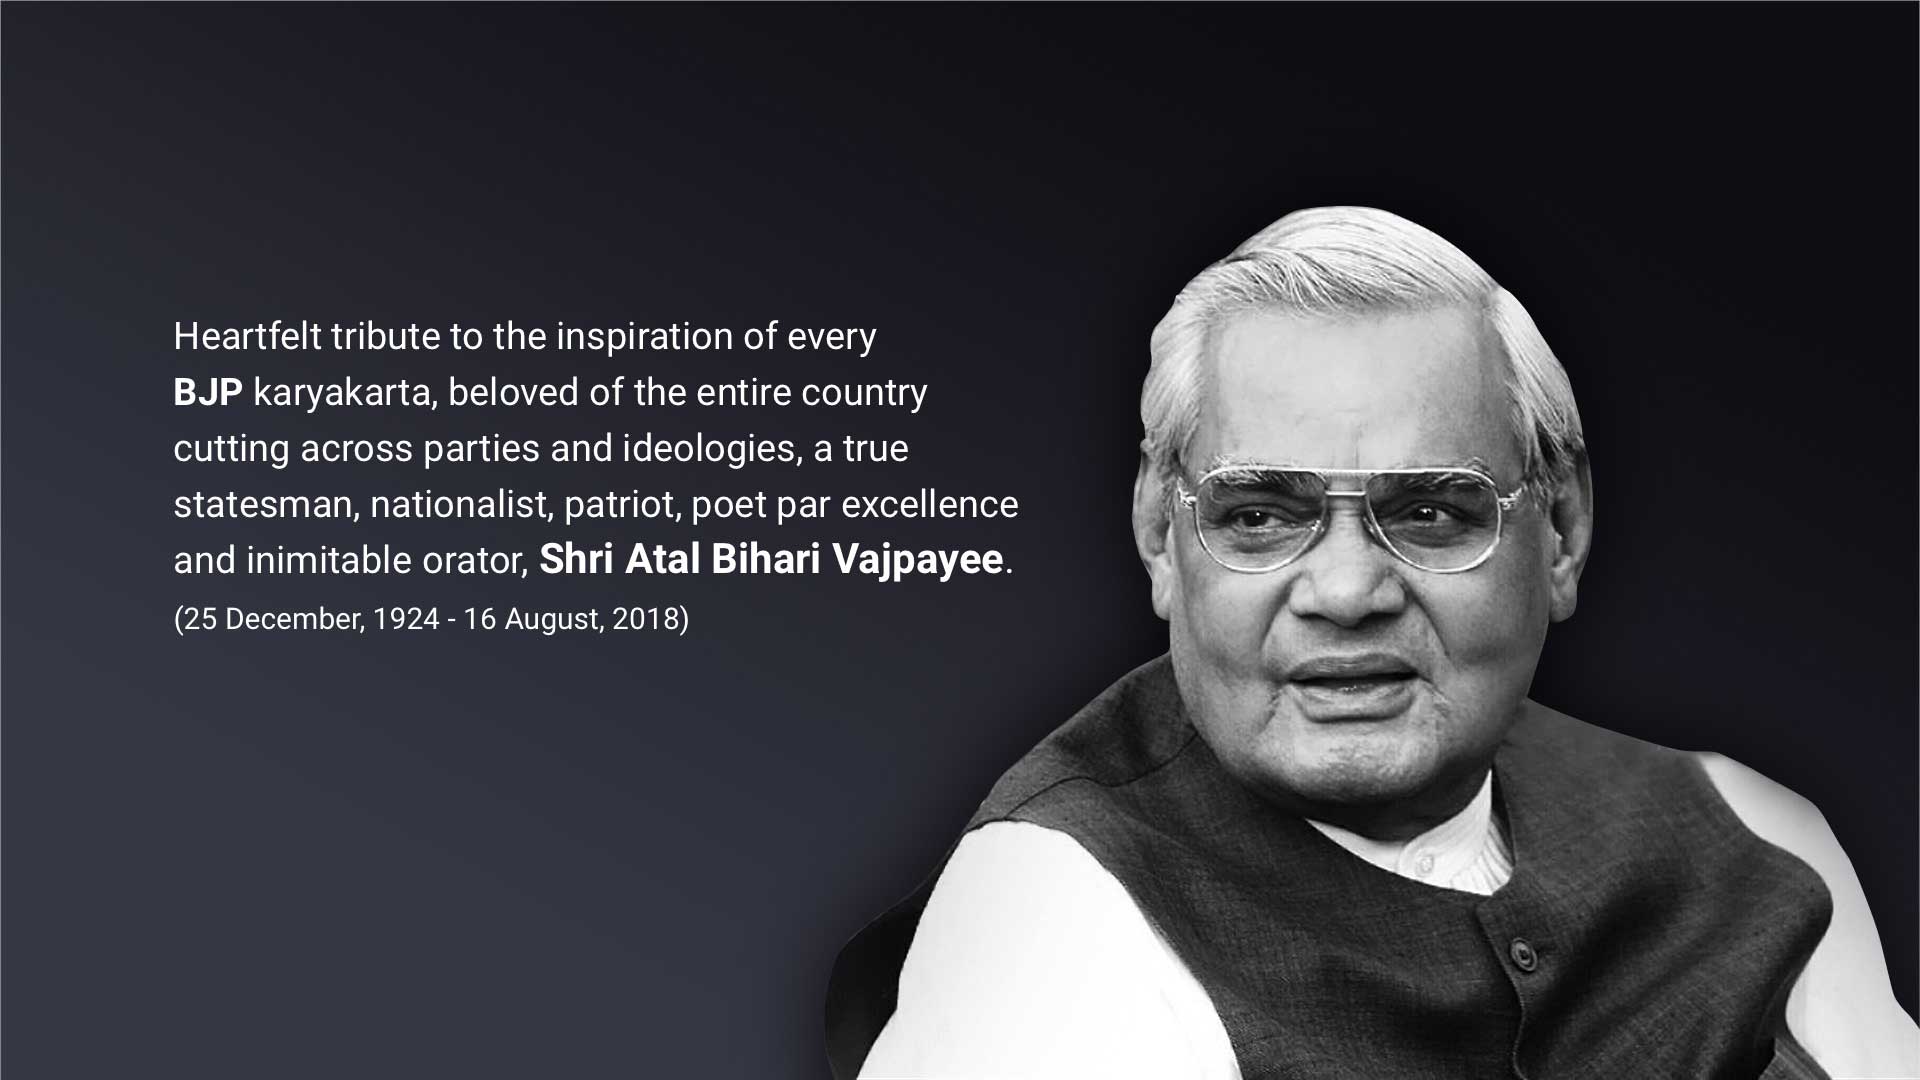 Heartfelt tribute to the inspiration of every
BJP karyakarta, beloved of the entire country
cutting across parties and ideologies, a true
statesman, nationalist, patriot, poet par excellence
and inimitable orator, Shri Atal Bihari Vajpayee.
(25 December, 1924 - 16 August, 2018)